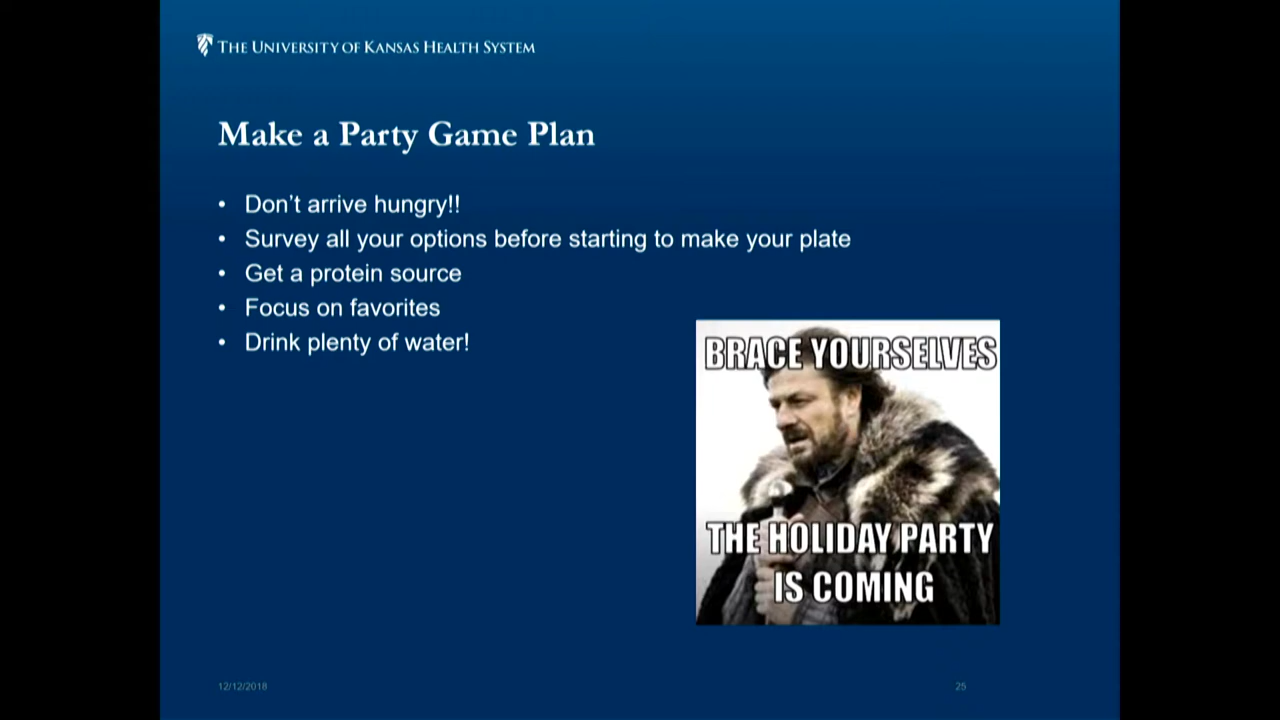 THE UNIVERSITY OF KANSAS HEALTH SYSTEM
Make a Party Game Plan
• Don't arrive hungry!!
• Survey all your options before starting to make your plate
• Get a protein source
• Focus on favorites
• Drink plenty of water!
BRACE YOURSELVES
THE HOLIDAY PARTY
IS COMING
12/12/2018
25